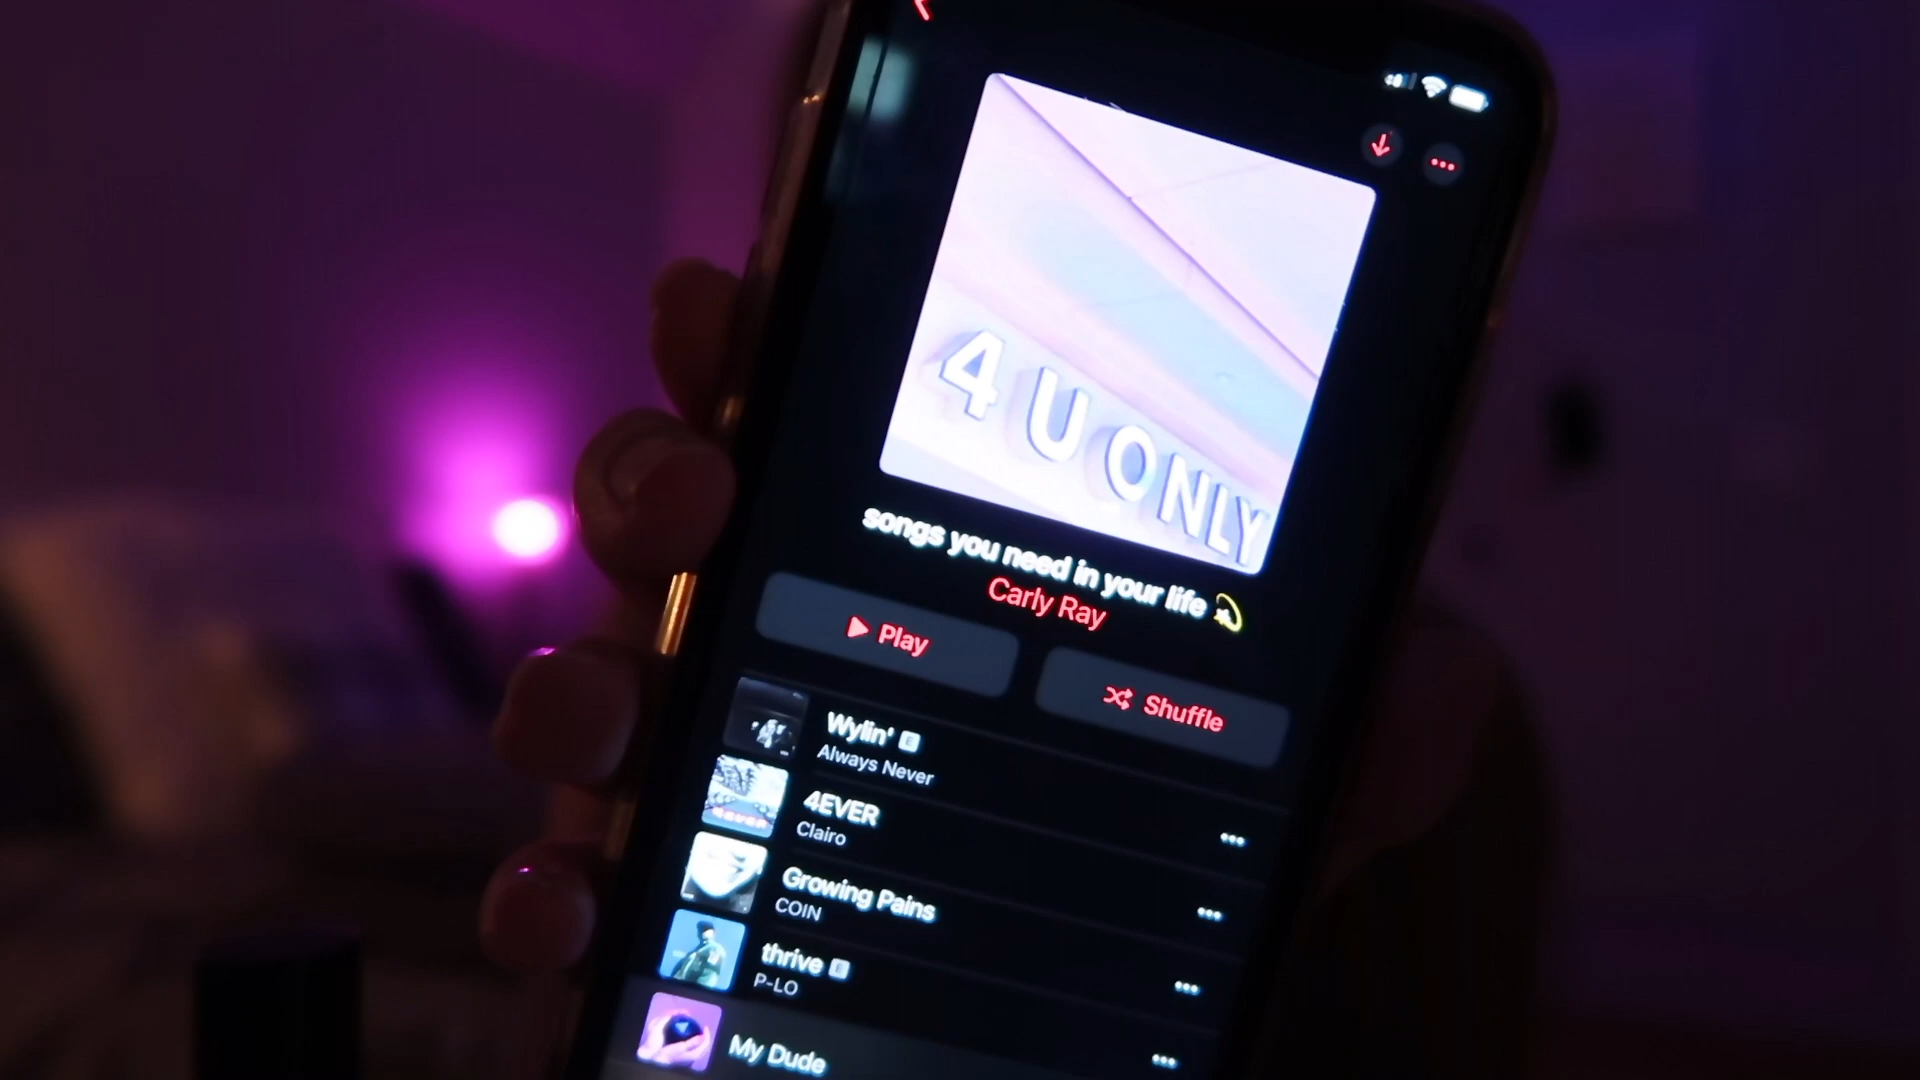 4 U ONLY
songs you need in your life 💫
Carly Ray
Play
Shuffle
Wylin' E
Always Never
4EVER
Clairo
Growing Pains
COIN
thrive E
P-LO
My Dude